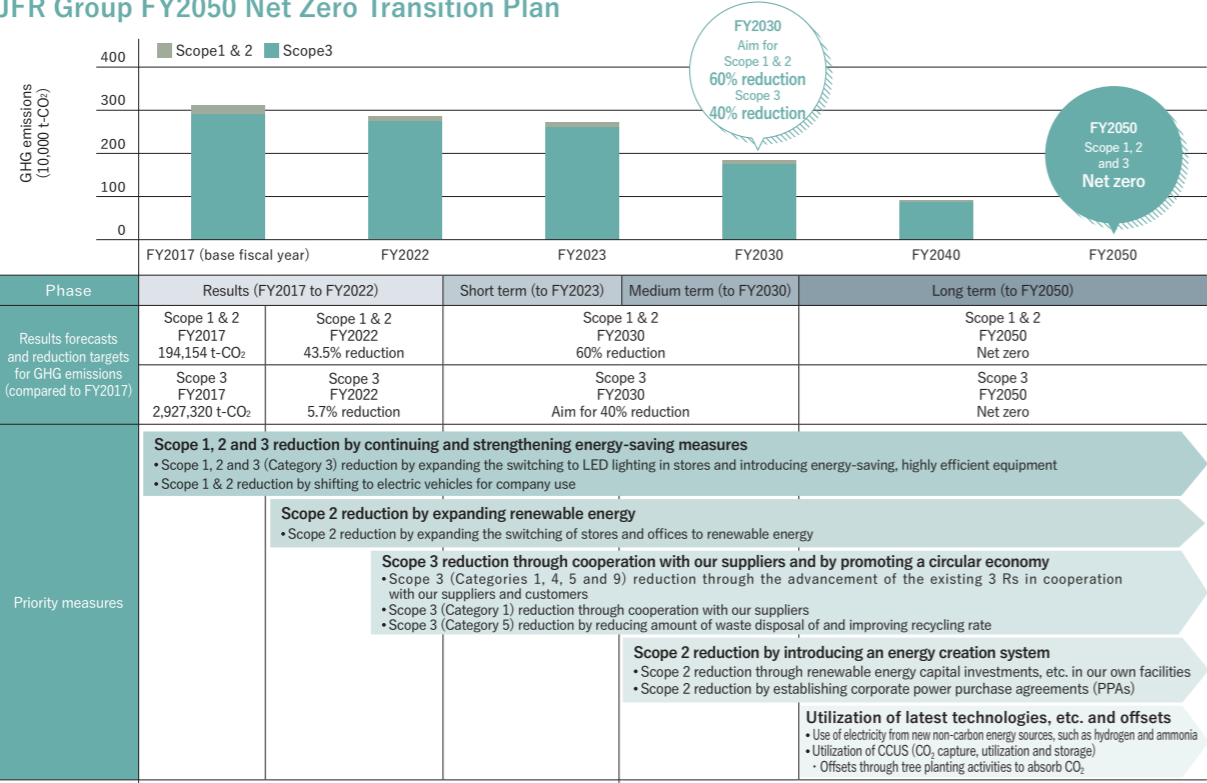 JFR Group FY2050 Net Zero Transition Plan
GHG emissions
(10,000 t-CO2)
Scope1 & 2 Scope3
400
300
200
100
0
FY2030
Aim for
Scope 1 & 2
60% reduction
Scope 3
40% reduction
FY2050
Scope 1, 2
and 3
Net zero
FY2017 (base fiscal year) FY2022 FY2023 FY2030 FY2040 FY2050
Phase
Results (FY2017 to FY2022)
Short term (to FY2023)
Medium term (to FY2030)
Long term (to FY2050)
Results forecasts
and reduction targets
for GHG emissions
(compared to FY2017)
Scope 1 & 2
FY2017
194,154 t-CO2
Scope 1 & 2
FY2022
43.5% reduction
Scope 1 & 2
FY2030
60% reduction
Scope 1 & 2
FY2050
Net zero
Scope 3
FY2017
2,927,320 t-CO2
Scope 3
FY2022
5.7% reduction
Scope 3
FY2030
Aim for 40% reduction
Scope 3
FY2050
Net zero
Priority measures
Scope 1, 2 and 3 reduction by continuing and strengthening energy-saving measures
• Scope 1, 2 and 3 (Category 3) reduction by expanding the switching to LED lighting in stores and introducing energy-saving, highly efficient equipment
• Scope 1 & 2 reduction by shifting to electric vehicles for company use
Scope 2 reduction by expanding renewable energy
• Scope 2 reduction by expanding the switching of stores and offices to renewable energy
Scope 3 reduction through cooperation with our suppliers and by promoting a circular economy
• Scope 3 (Categories 1, 4, 5 and 9) reduction through the advancement of the existing 3 Rs in cooperation
with our suppliers and customers
• Scope 3 (Category 1) reduction through cooperation with our suppliers
• Scope 3 (Category 5) reduction by reducing amount of waste disposal of and improving recycling rate
Scope 2 reduction by introducing an energy creation system
• Scope 2 reduction through renewable energy capital investments, etc. in our own facilities
• Scope 2 reduction by establishing corporate power purchase agreements (PPAs)
Utilization of latest technologies, etc. and offsets
• Use of electricity from new non-carbon energy sources, such as hydrogen and ammonia
• Utilization of CCUS (CO2 capture, utilization and storage)
・Offsets through tree planting activities to absorb CO2